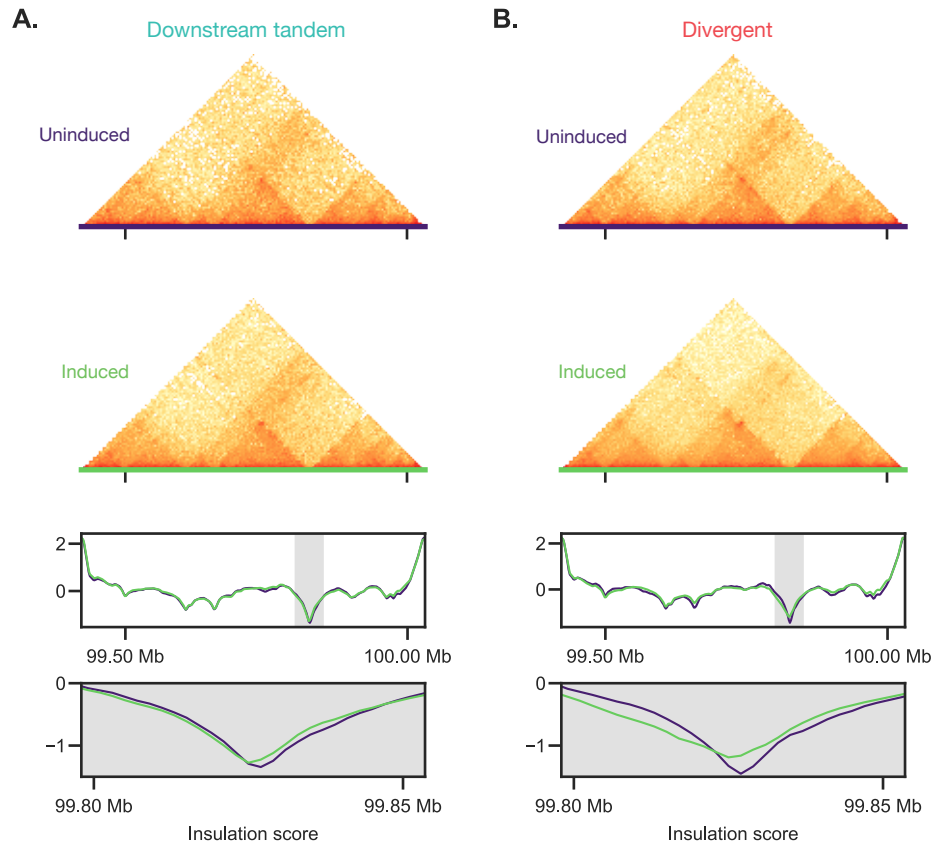 A.
Downstream tandem
Uninduced
Induced
2
0
99.50 Mb
100.00 Mb
0
−1
99.80 Mb
99.85 Mb
Insulation score
B.
Divergent
Uninduced
Induced
2
0
99.50 Mb
100.00 Mb
0
−1
99.80 Mb
99.85 Mb
Insulation score